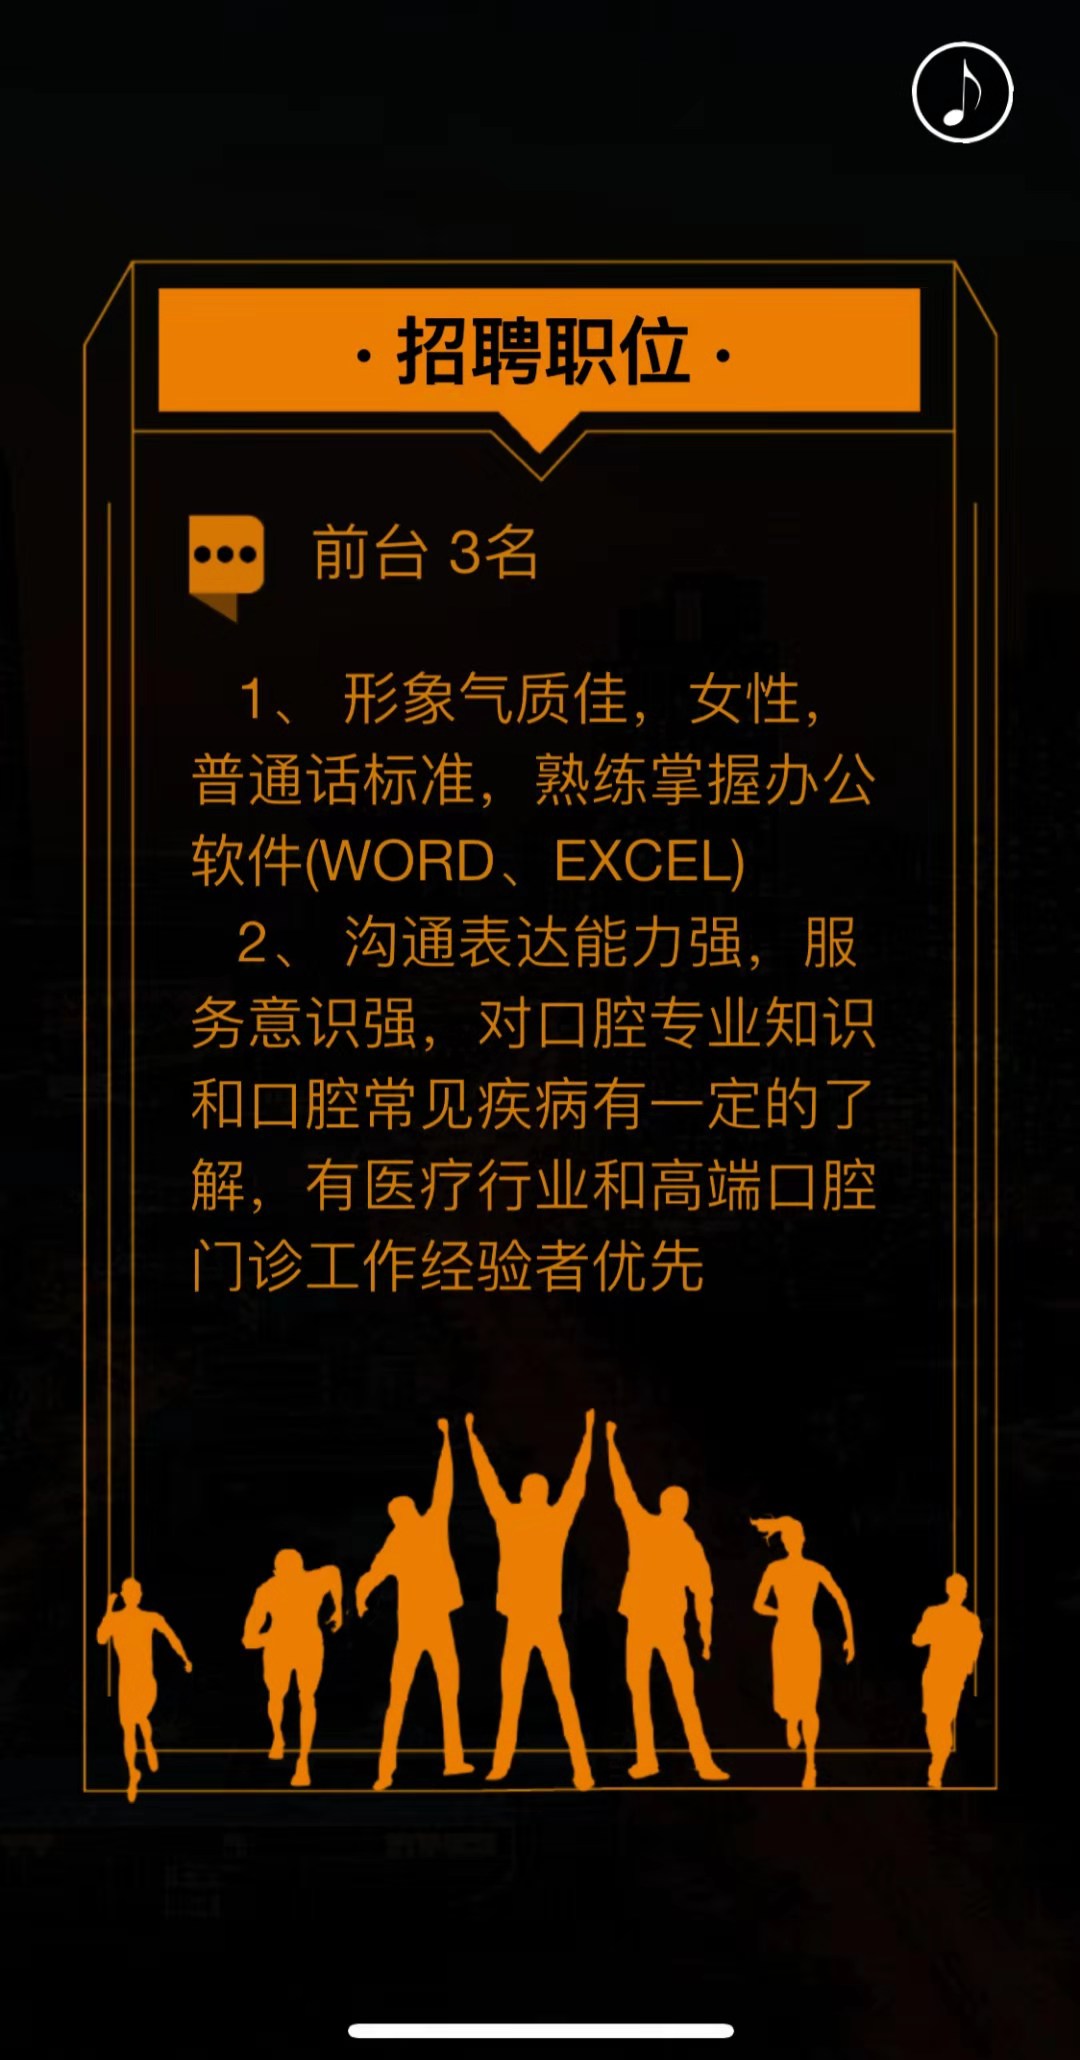 ·招聘职位·
前台 3名
1、 形象气质佳，女性，
普通话标准，熟练掌握办公
软件(WORD、EXCEL)
2、 沟通表达能力强，服
务意识强，对口腔专业知识
和口腔常见疾病有一定的了
解，有医疗行业和高端口腔
门诊工作经验者优先